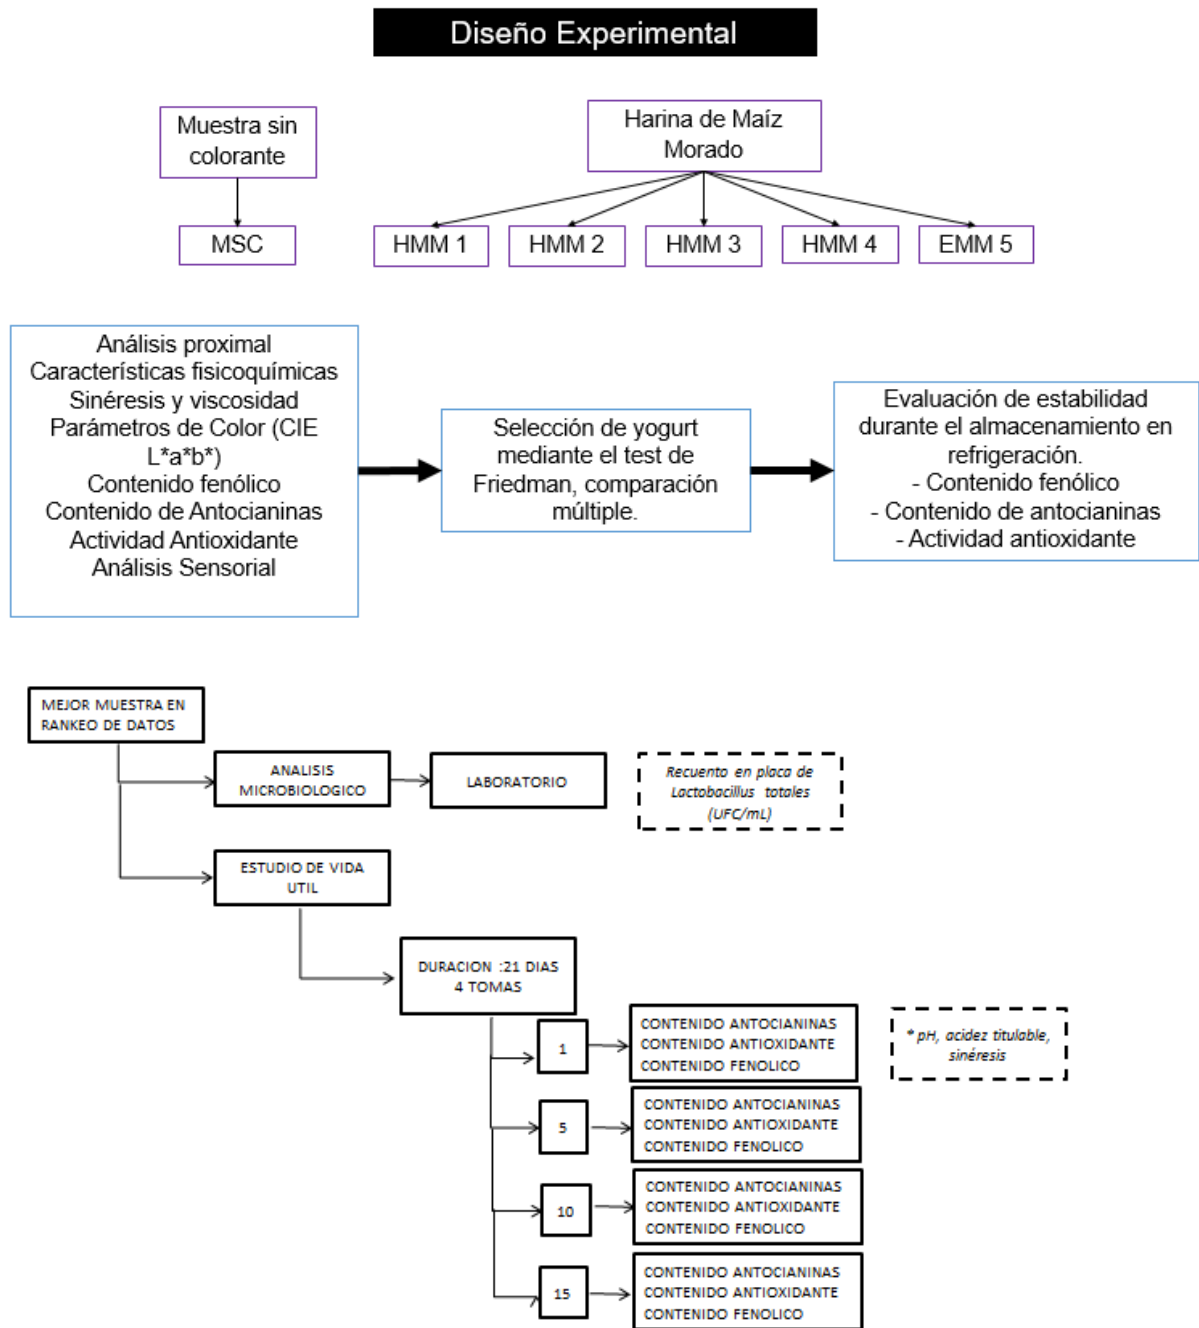 Diseño Experimental
Muestra sin
colorante
Harina de Maíz
Morado
MSC
HMM 1
HMM 2
HMM 3
HMM 4
EMM 5
Análisis proximal
Características fisicoquímicas
Sinéresis y viscosidad
Parámetros de Color (CIE
L*a*b*)
Contenido fenólico
Contenido de Antocianinas
Actividad Antioxidante
Análisis Sensorial
Selección de yogurt
mediante el test de
Friedman, comparación
múltiple.
Evaluación de estabilidad
durante el almacenamiento en
refrigeración.
- Contenido fenólico
- Contenido de antocianinas
- Actividad antioxidante
MEJOR MUESTRA EN
RANKEO DE DATOS
ANALISIS
MICROBIOLOGICO
LABORATORIO
Recuento en placa de
Lactobacillus totales
(UFC/mL)
ESTUDIO DE VIDA
UTIL
DURACION :21 DIAS
4 TOMAS
1
CONTENIDO ANTOCIANINAS
CONTENIDO ANTIOXIDANTE
CONTENIDO FENOLICO
* pH, acidez titulable,
sinéresis
5
CONTENIDO ANTOCIANINAS
CONTENIDO ANTIOXIDANTE
CONTENIDO FENOLICO
10
CONTENIDO ANTOCIANINAS
CONTENIDO ANTIOXIDANTE
CONTENIDO FENOLICO
15
CONTENIDO ANTOCIANINAS
CONTENIDO ANTIOXIDANTE
CONTENIDO FENOLICO